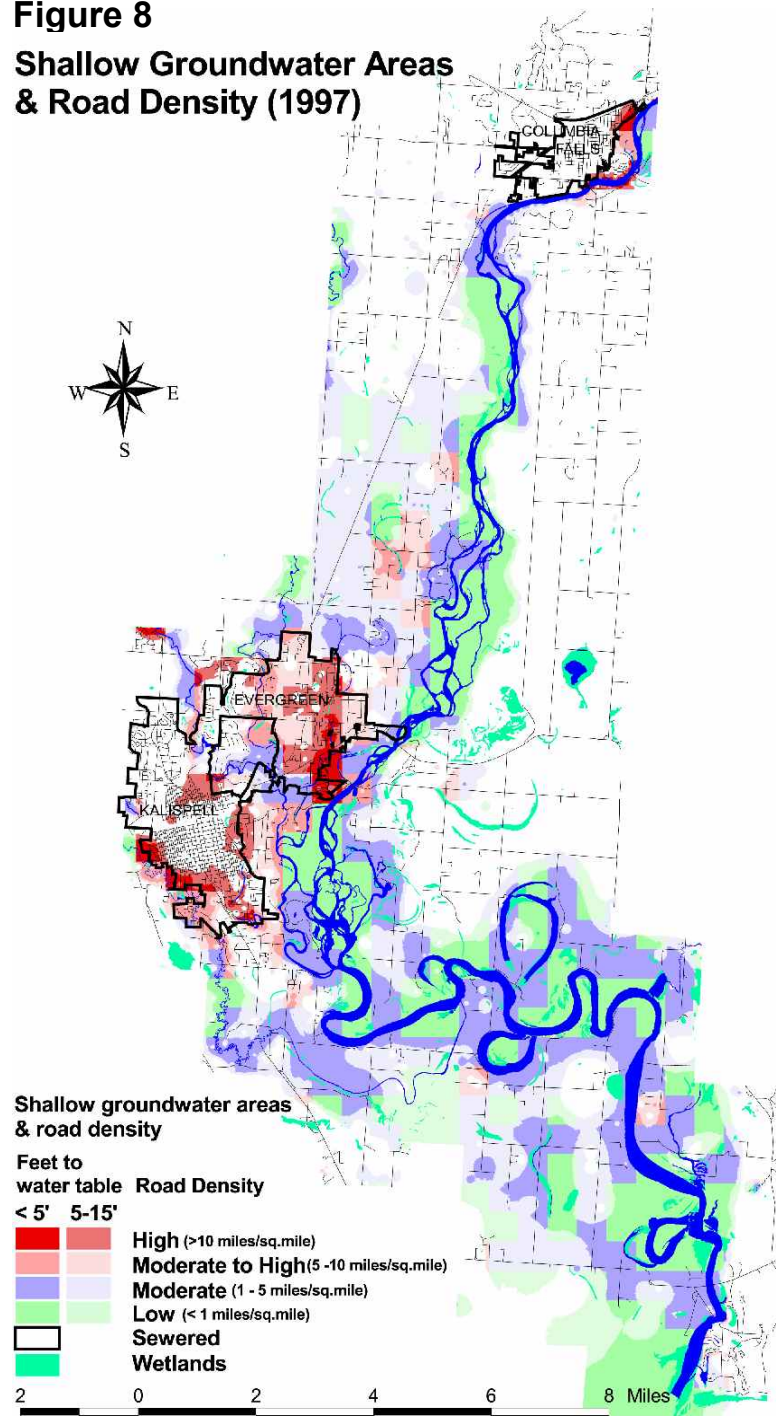 Figure 8
Shallow Groundwater Areas
& Road Density (1997)
COLUMBIA
FALLS
N
W E
S
EVERGREEN
KALISPELL
Shallow groundwater areas
& road density
Feet to
water table Road Density
< 5' 5-15'
High (>10 miles/sq.mile)
Moderate to High (5 -10 miles/sq.mile)
Moderate (1 - 5 miles/sq.mile)
Low (< 1 miles/sq.mile)
Sewered
Wetlands
2 0 2 4 6 8 Miles